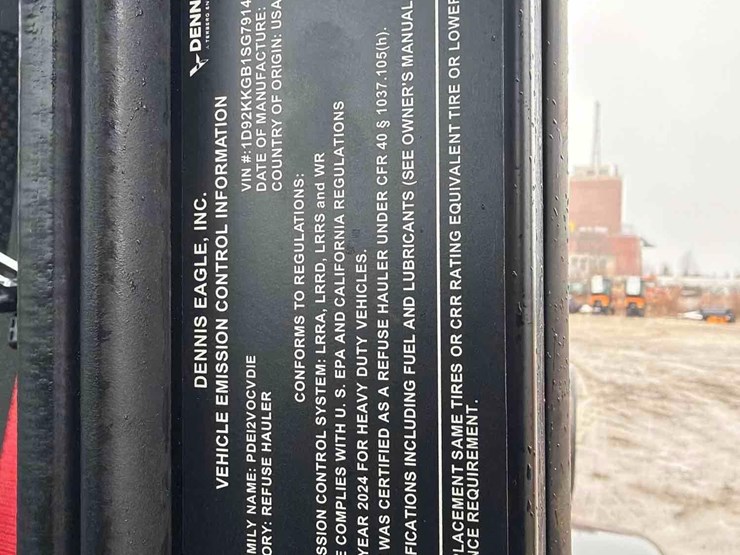 DENN
A TERBERG EN
DENNIS EAGLE, INC.
VEHICLE EMISSION CONTROL INFORMATION
MILY NAME: PDEI2VOCVDIE
ORY: REFUSE HAULER
VIN #:1D92KKGB1SG7914
DATE OF MANUFACTURE:
COUNTRY OF ORIGIN: USA
CONFORMS TO REGULATIONS:
SSION CONTROL SYSTEM: LRRA, LRRD, LRRS and WR
E COMPLIES WITH U. S. EPA AND CALIFORNIA REGULATIONS
YEAR 2024 FOR HEAVY DUTY VEHICLES.
WAS CERTIFIED AS A REFUSE HAULER UNDER CFR 40 § 1037.105(h).
FICATIONS INCLUDING FUEL AND LUBRICANTS (SEE OWNER'S MANUAL
PLACEMENT SAME TIRES OR CRR RATING EQUIVALENT TIRE OR LOWER
NCE REQUIREMENT.